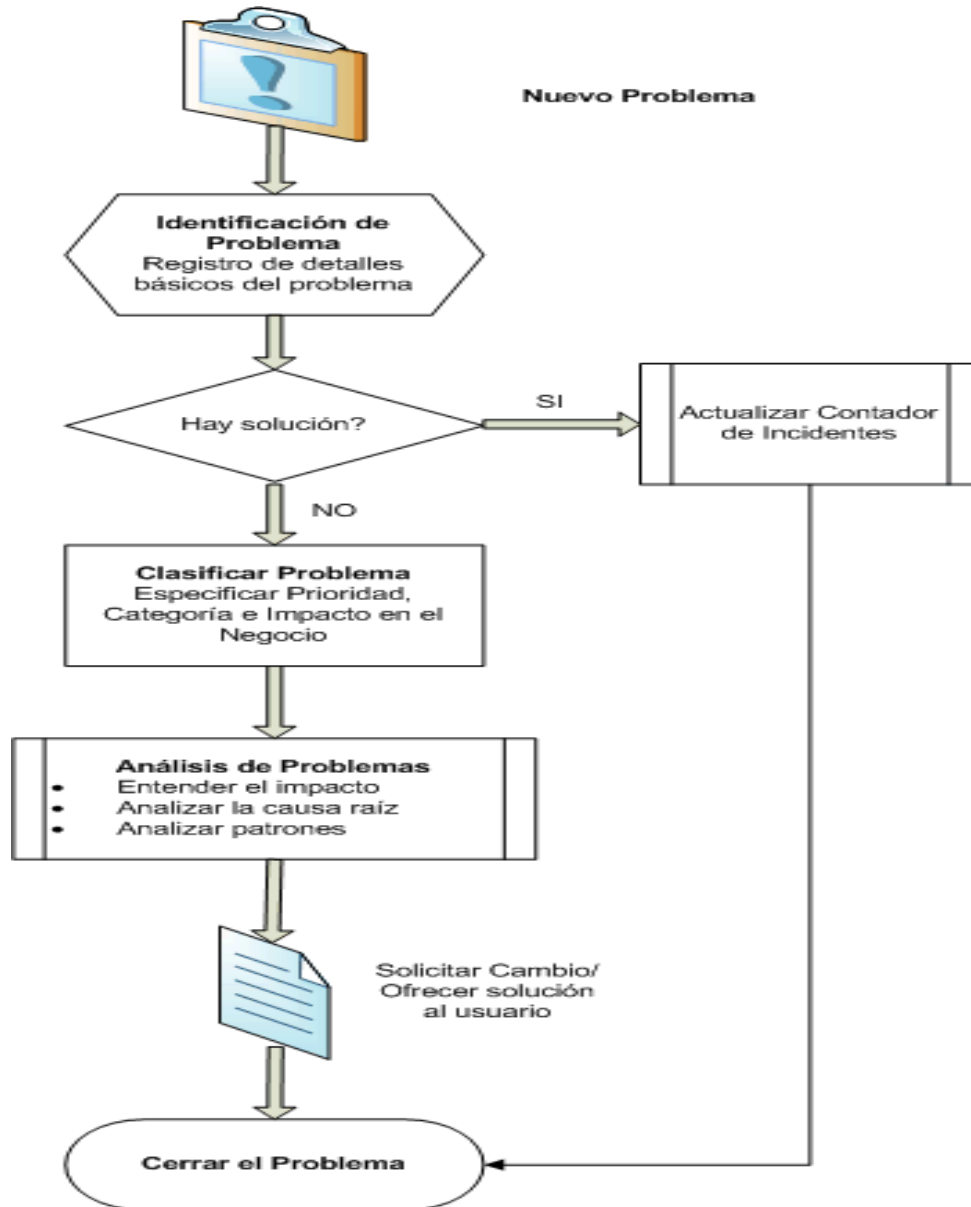 Nuevo Problema
Identificación de
Problema
Registro de detalles
básicos del problema
Hay solución?
SI
Actualizar Contador
de Incidentes
NO
Clasificar Problema
Especificar Prioridad,
Categoría e Impacto en el
Negocio
Análisis de Problemas
• Entender el impacto
• Analizar la causa raíz
• Analizar patrones
Solicitar Cambio/
Ofrecer solución
al usuario
Cerrar el Problema